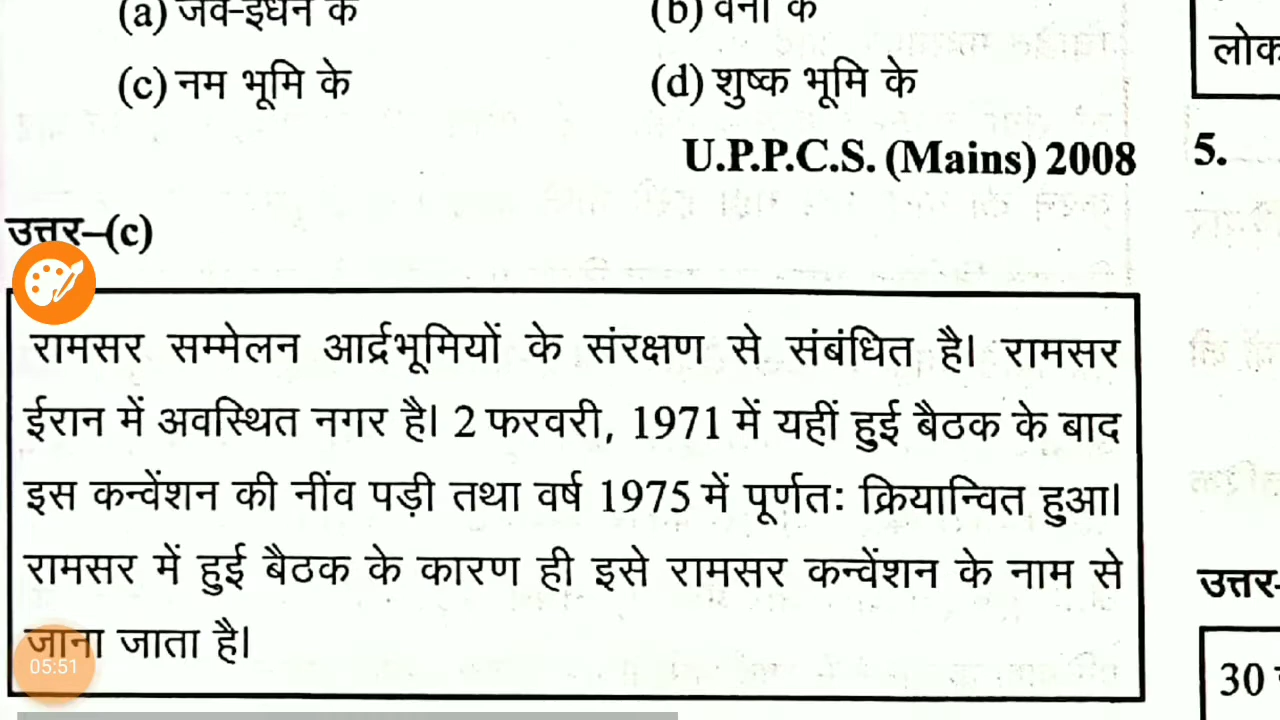 (a) जैव-ईंधन के (b) वनों के
(c) नम भूमि के (d) शुष्क भूमि के
U.P.P.C.S. (Mains) 2008
उत्तर–(c)
रामसर सम्मेलन आर्द्रभूमियों के संरक्षण से संबंधित है। रामसर
ईरान में अवस्थित नगर है। 2 फरवरी, 1971 में यहीं हुई बैठक के बाद
इस कन्वेंशन की नींव पड़ी तथा वर्ष 1975 में पूर्णतः क्रियान्वित हुआ।
रामसर में हुई बैठक के कारण ही इसे रामसर कन्वेंशन के नाम से
जाना जाता है।
05:51
लोक
5.
उत्तर-
30